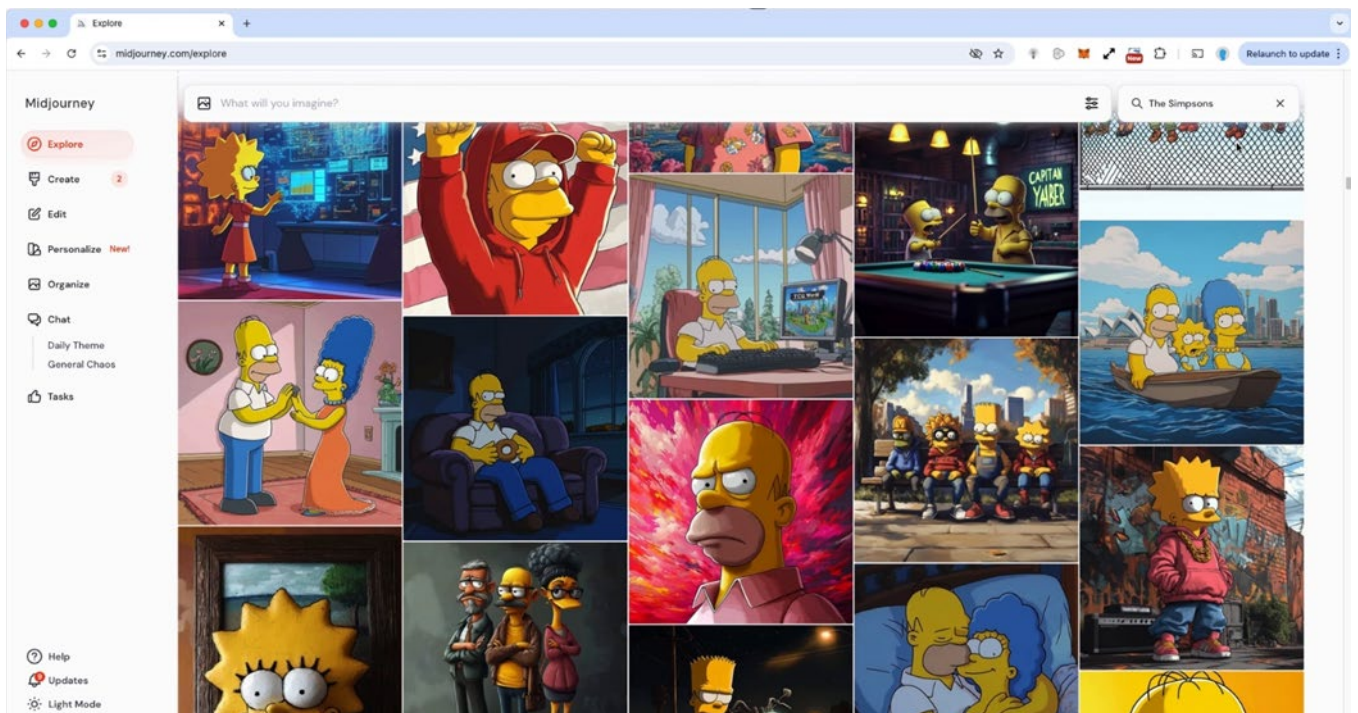 Explore
midjourney.com/explore
New
Relaunch to update
Midjourney
What will you imagine?
The Simpsons
Explore
Create 2
Edit
Personalize New!
Organize
Chat
Daily Theme
General Chaos
Tasks
Help
Updates
Light Mode
CAPITAN